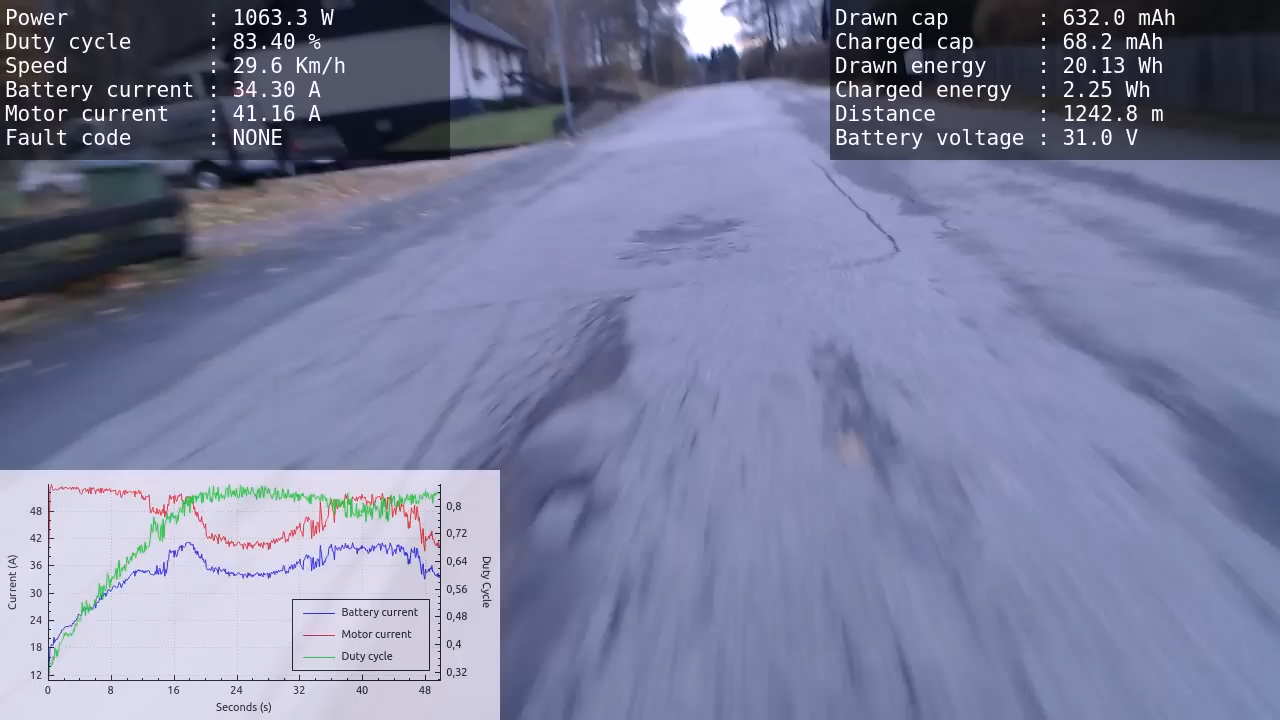 Power : 1063.3 W
Duty cycle : 83.40 %
Speed : 29.6 Km/h
Battery current : 34.30 A
Motor current : 41.16 A
Fault code : NONE
Drawn cap : 632.0 mAh
Charged cap : 68.2 mAh
Drawn energy : 20.13 Wh
Charged energy : 2.25 Wh
Distance : 1242.8 m
Battery voltage : 31.0 V
48
42
36
30
24
18
12
Current (A)
0,8
0,72
0,64
0,56
0,48
0,4
0,32
Duty Cycle
Battery current
Motor current
Duty cycle
0 8 16 24 32 40 48
Seconds (s)